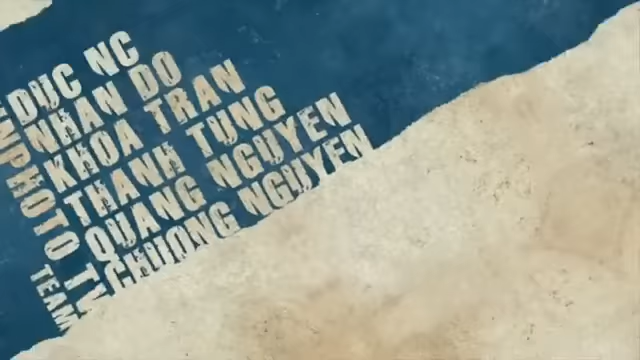 DUC NC
NHAN DO
KHOA TRAN
THANH TUNG
QUANG NGUYEN
CHUONG NGUYEN
PHOTO TV
TEAM